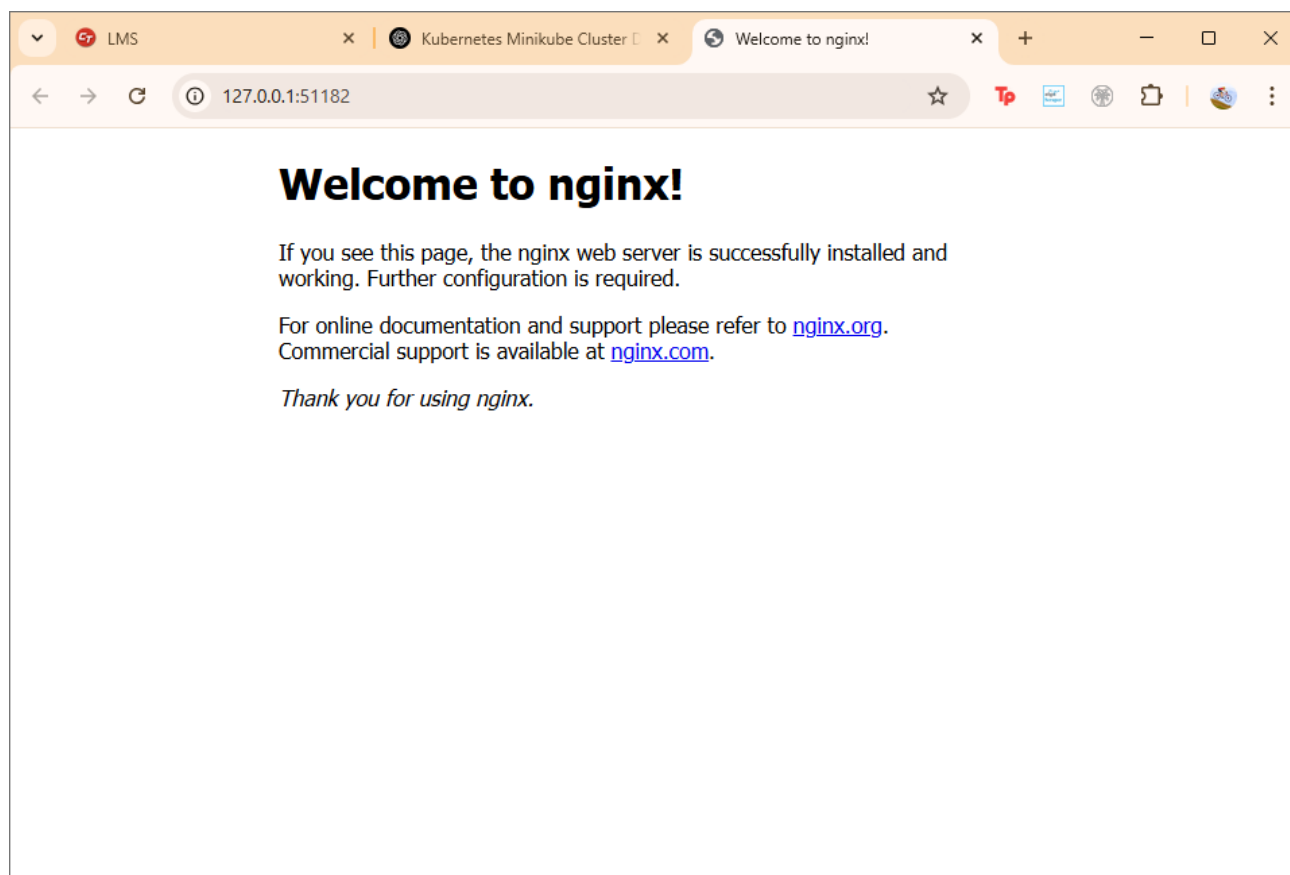 LMS
Kubernetes Minikube Cluster
Welcome to nginx!
127.0.0.1:51182
Tp
Welcome to nginx!
If you see this page, the nginx web server is successfully installed and
working. Further configuration is required.
For online documentation and support please refer to nginx.org.
Commercial support is available at nginx.com.
Thank you for using nginx.